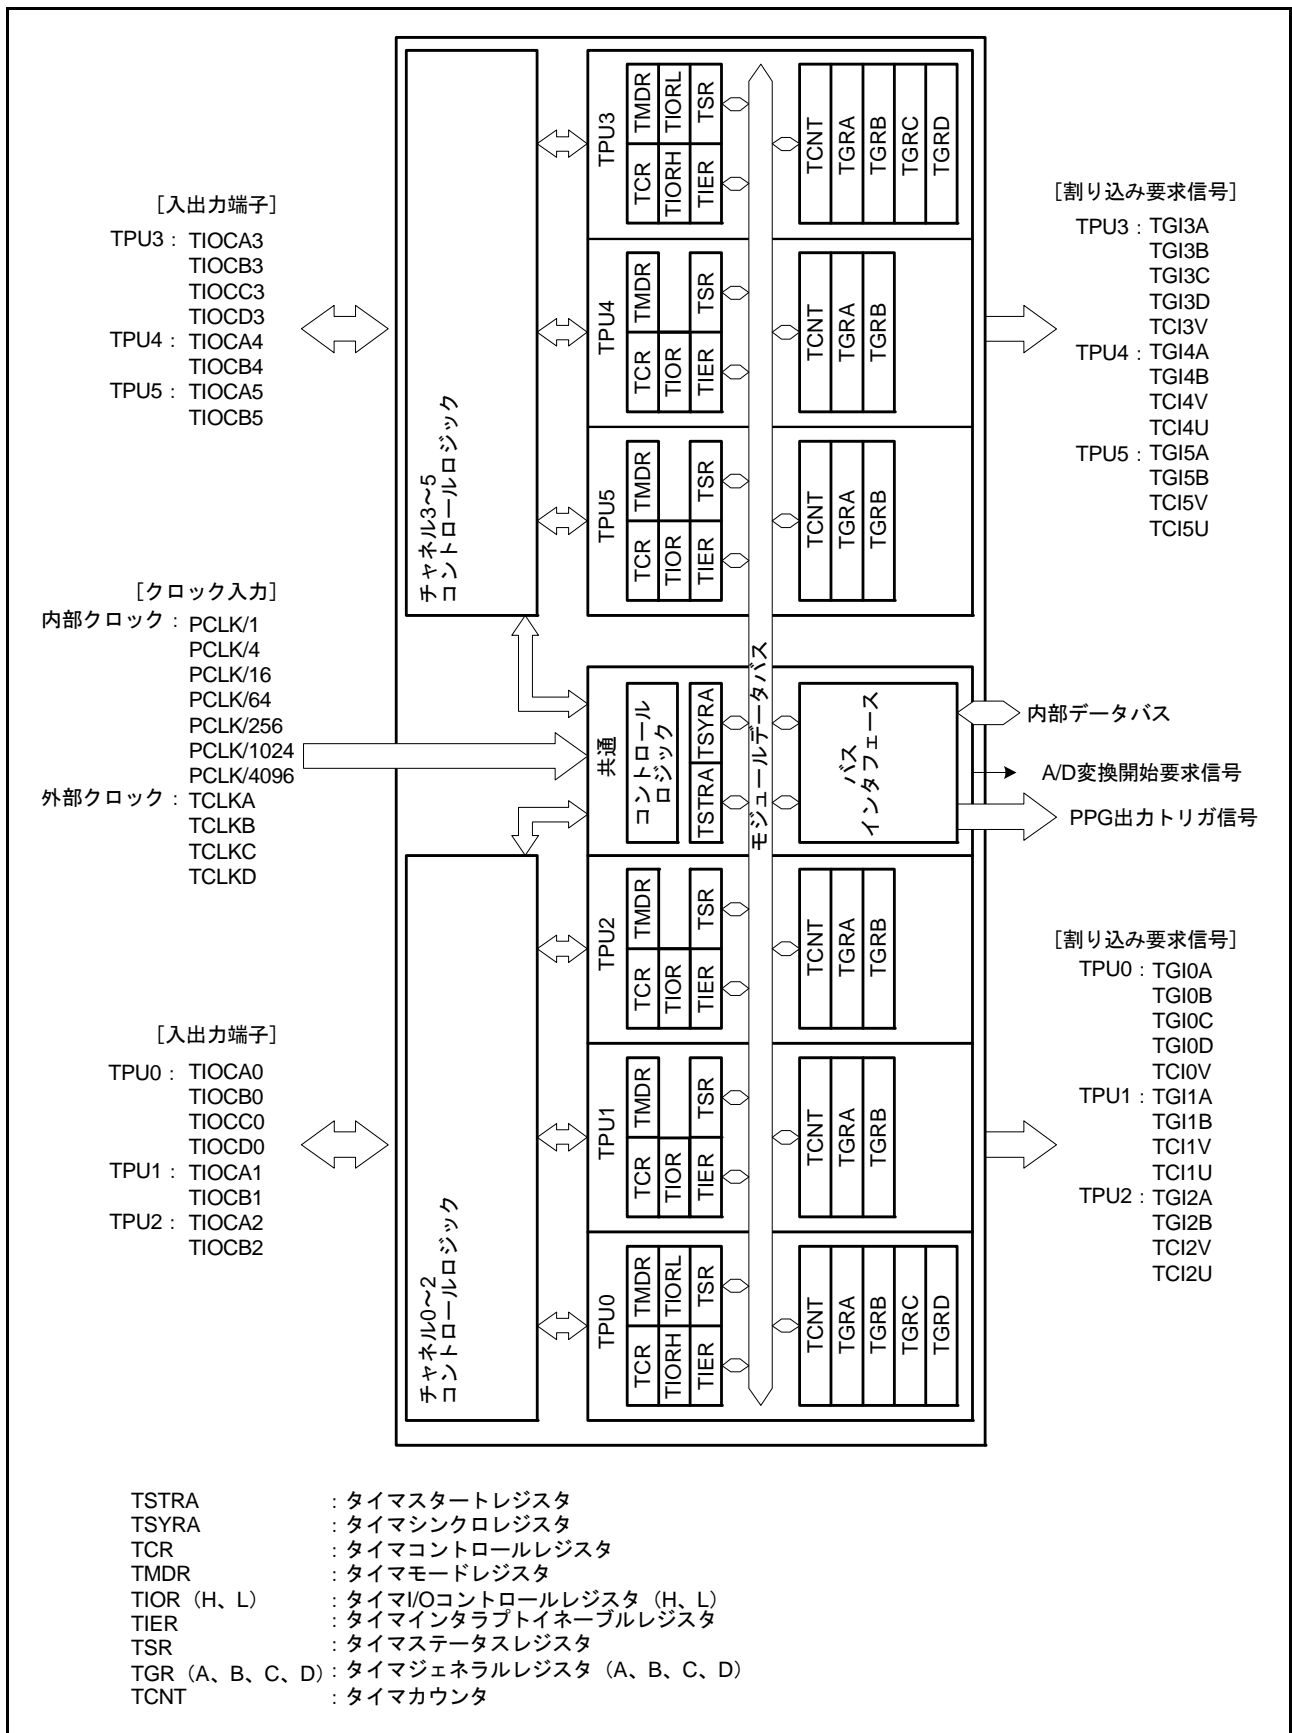 [入出力端子]
TPU3 : TIOCA3
TIOCB3
TIOCC3
TIOCD3
TPU4 : TIOCA4
TIOCB4
TPU5 : TIOCA5
TIOCB5
[クロック入力]
内部クロック : PCLK/1
PCLK/4
PCLK/16
PCLK/64
PCLK/256
PCLK/1024
PCLK/4096
外部クロック : TCLKA
TCLKB
TCLKC
TCLKD
[入出力端子]
TPU0 : TIOCA0
TIOCB0
TIOCC0
TIOCD0
TPU1 : TIOCA1
TIOCB1
TPU2 : TIOCA2
TIOCB2
チャネル3~5
コントロールロジック
チャネル0~2
コントロールロジック
TPU3
TCR TMDR
TIORH TIORL
TIER TSR
TCNT
TGRA
TGRB
TGRC
TGRD
TPU4
TCR TMDR
TIOR
TIER TSR
TCNT
TGRA
TGRB
TPU5
TCR TMDR
TIOR
TIER TSR
TCNT
TGRA
TGRB
共通
コントロール
ロジック
TSTRA TSYRA
モジュールデータバス
バス
インタフェース
TPU2
TCR TMDR
TIOR
TIER TSR
TCNT
TGRA
TGRB
TPU1
TCR TMDR
TIOR
TIER TSR
TCNT
TGRA
TGRB
TPU0
TCR TMDR
TIORH TIORL
TIER TSR
TCNT
TGRA
TGRB
TGRC
TGRD
[割り込み要求信号]
TPU3 : TGI3A
TGI3B
TGI3C
TGI3D
TCI3V
TPU4 : TGI4A
TGI4B
TCI4V
TCI4U
TPU5 : TGI5A
TGI5B
TCI5V
TCI5U
内部データバス
A/D変換開始要求信号
PPG出力トリガ信号
[割り込み要求信号]
TPU0 : TGI0A
TGI0B
TGI0C
TGI0D
TCI0V
TPU1 : TGI1A
TGI1B
TCI1V
TCI1U
TPU2 : TGI2A
TGI2B
TCI2V
TCI2U
TSTRA : タイマスタートレジスタ
TSYRA : タイマシンクロレジスタ
TCR : タイマコントロールレジスタ
TMDR : タイマモードレジスタ
TIOR(H、L) : タイマI/Oコントロールレジスタ(H、L)
TIER : タイマインタラプトイネーブルレジスタ
TSR : タイマステータスレジスタ
TGR(A、B、C、D) : タイマジェネラルレジスタ(A、B、C、D)
TCNT : タイマカウンタ